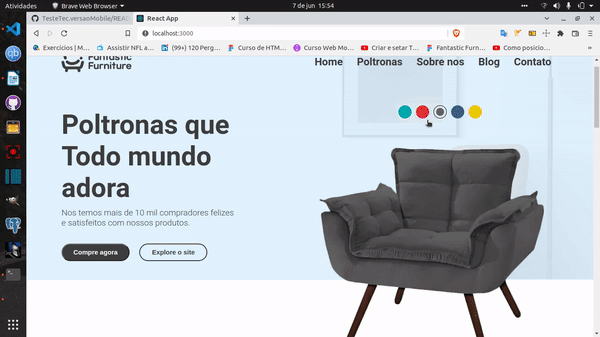 Atividades
Brave Web Browser
7 de jun 15:54
TesteTec.versaoMobile/REAC
React App
localhost:3000
Exercícios | M...
Assistir NFL a...
(99+) 120 Perg...
Curso de HTM...
Curso Web Mo...
Criar e setar T...
Fantastic Furn...
Como posicio...
Fantastic
Furniture
Home
Poltronas
Sobre nos
Blog
Contato
Poltronas que
Todo mundo
adora
Nos temos mais de 10 mil compradores felizes
e satisfeitos com nossos produtos.
Compre agora
Explore o site